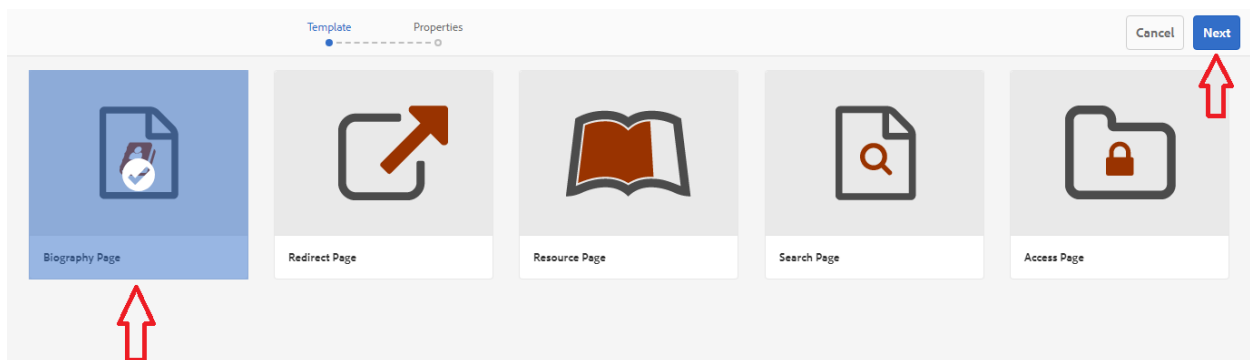 Template Properties
Cancel Next
Biography Page
Redirect Page
Resource Page
Search Page
Access Page